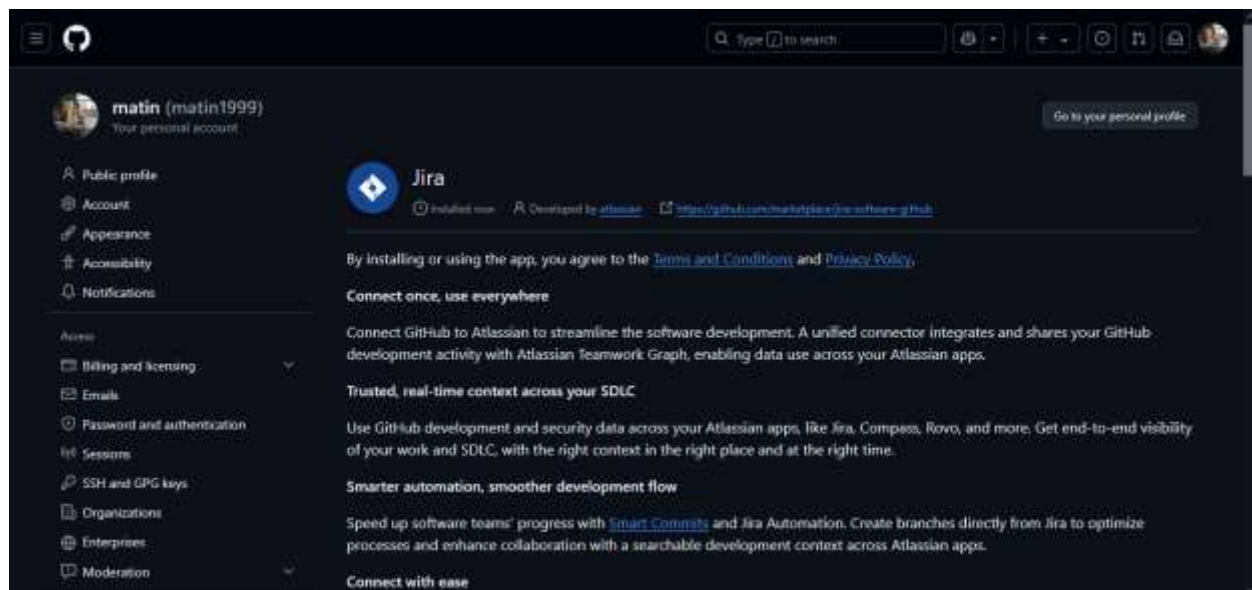 Type / to search
matin (matin1999)
Your personal account
Go to your personal profile
Public profile
Account
Appearance
Accessibility
Notifications
Access
Billing and licensing
Emails
Password and authentication
Sessions
SSH and GPG keys
Organizations
Enterprises
Moderation
Jira
Installed now Developed by atlassian https://github.com/marketplace/jira-software-github
By installing or using the app, you agree to the Terms and Conditions and Privacy Policy.
Connect once, use everywhere
Connect GitHub to Atlassian to streamline the software development. A unified connector integrates and shares your GitHub
development activity with Atlassian Teamwork Graph, enabling data use across your Atlassian apps.
Trusted, real-time context across your SDLC
Use GitHub development and security data across your Atlassian apps, like Jira, Compass, Rovo, and more. Get end-to-end visibility
of your work and SDLC, with the right context in the right place and at the right time.
Smarter automation, smoother development flow
Speed up software teams' progress with Smart Commits and Jira Automation. Create branches directly from Jira to optimize
processes and enhance collaboration with a searchable development context across Atlassian apps.
Connect with ease